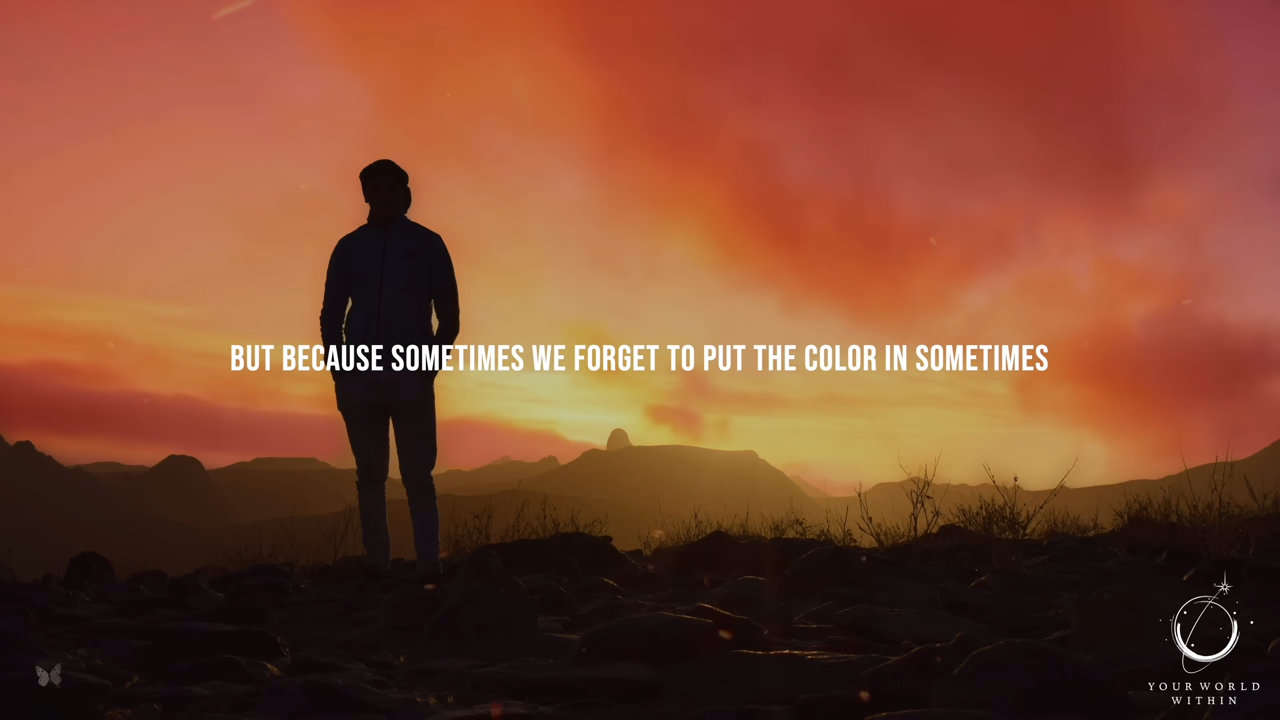 BUT BECAUSE SOMETIMES WE FORGET TO PUT THE COLOR IN SOMETIMES
YOUR WORLD
WITHIN